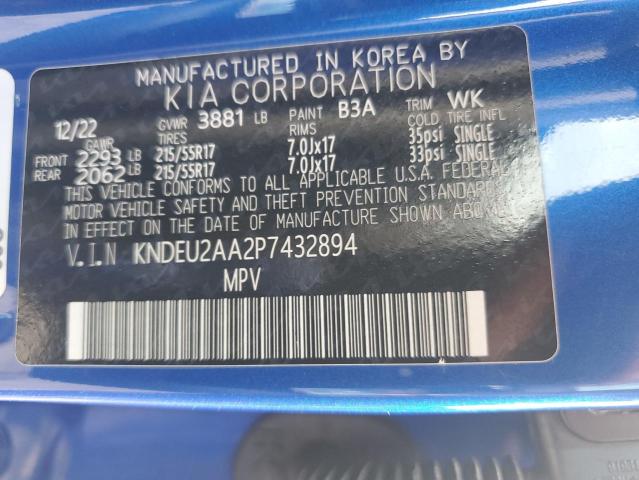 MANUFACTURED IN KOREA BY
KIA CORPORATION
12/22 GVWR 3881 LB PAINT B3A TRIM WK
GAWR TIRES COLD TIRE INFL
FRONT 2293 LB 215/55R17 7.0Jx17 35psi SINGLE
REAR 2062 LB 215/55R17 7.0Jx17 33psi SINGLE
THIS VEHICLE CONFORMS TO ALL APPLICABLE U.S.A. FEDERAL
MOTOR VEHICLE SAFETY AND THEFT PREVENTION STANDARDS
IN EFFECT ON THE DATE OF MANUFACTURE SHOWN ABOVE.
V.I.N KNDEU2AA2P7432894
MPV